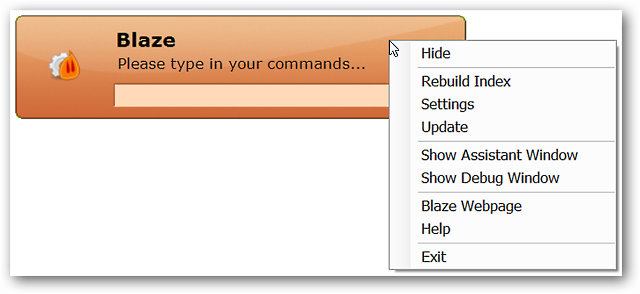 Blaze
Please type in your commands...
Hide
Rebuild Index
Settings
Update
Show Assistant Window
Show Debug Window
Blaze Webpage
Help
Exit